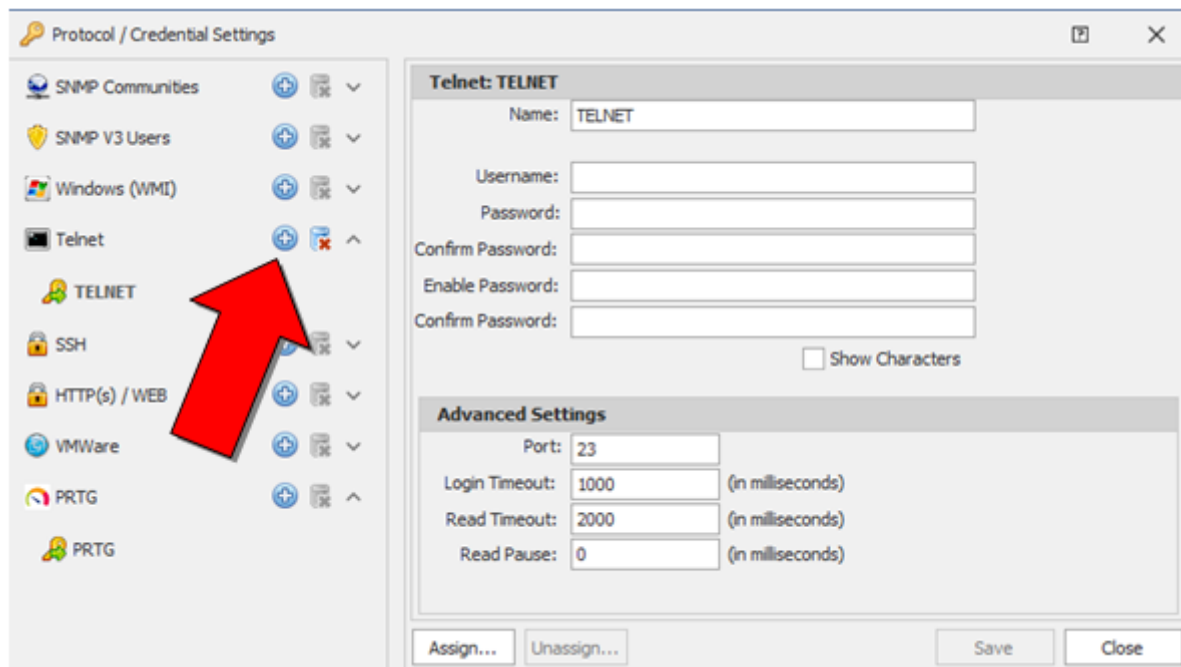 Protocol / Credential Settings
SNMP Communities
SNMP V3 Users
Windows (WMI)
Telnet
TELNET
SSH
HTTP(s) / WEB
VMWare
PRTG
PRTG
Telnet: TELNET
Name: TELNET
Username:
Password:
Confirm Password:
Enable Password:
Confirm Password:
Show Characters
Advanced Settings
Port: 23
Login Timeout: 1000 (in milliseconds)
Read Timeout: 2000 (in milliseconds)
Read Pause: 0 (in milliseconds)
Assign... Unassign... Save Close